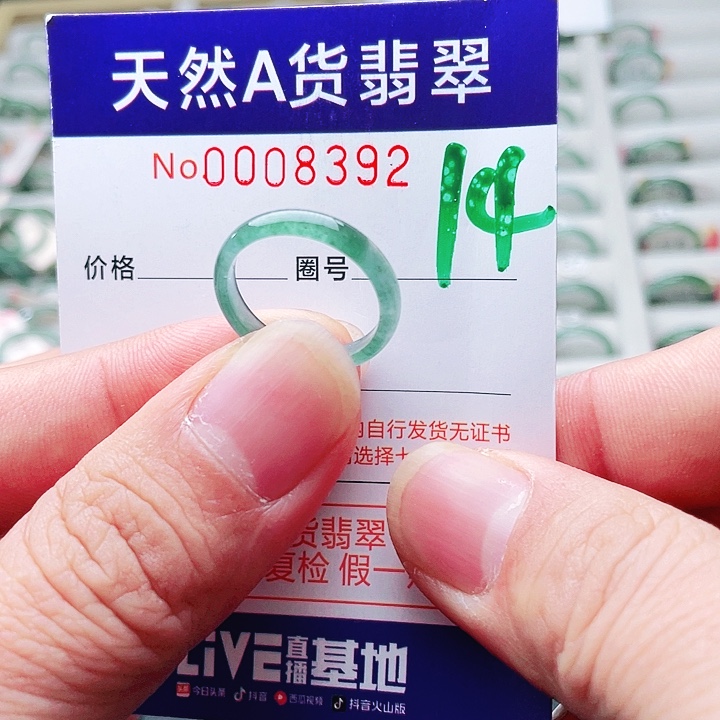 天然A货翡翠
No0008392
14
价格 圈号
自行发货无证书
选择
货翡翠
复检 假一
LIVE直播基地
今日头条 抖音 西瓜视频 抖音火山版